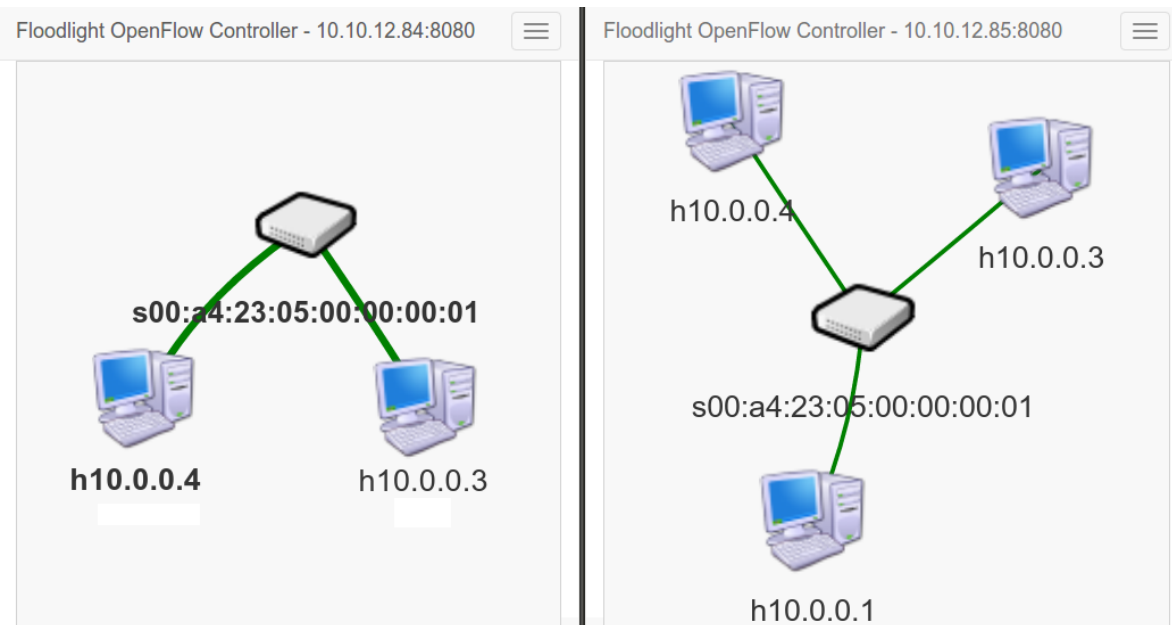 Floodlight OpenFlow Controller - 10.10.12.84:8080
s00:a4:23:05:00:00:00:01
h10.0.0.4
h10.0.0.3
Floodlight OpenFlow Controller - 10.10.12.85:8080
h10.0.0.4
h10.0.0.3
s00:a4:23:05:00:00:00:01
h10.0.0.1